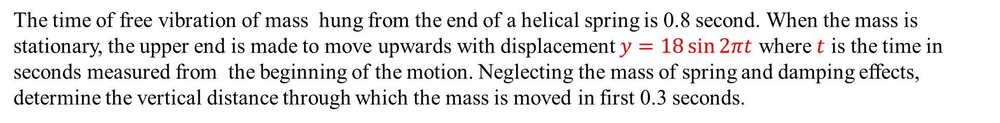 The time of free vibration of mass hung from the end of a helical spring is 0.8 second. When the mass is
stationary, the upper end is made to move upwards with displacement y = 18 sin 2πt where t is the time in
seconds measured from the beginning of the motion. Neglecting the mass of spring and damping effects,
determine the vertical distance through which the mass is moved in first 0.3 seconds.